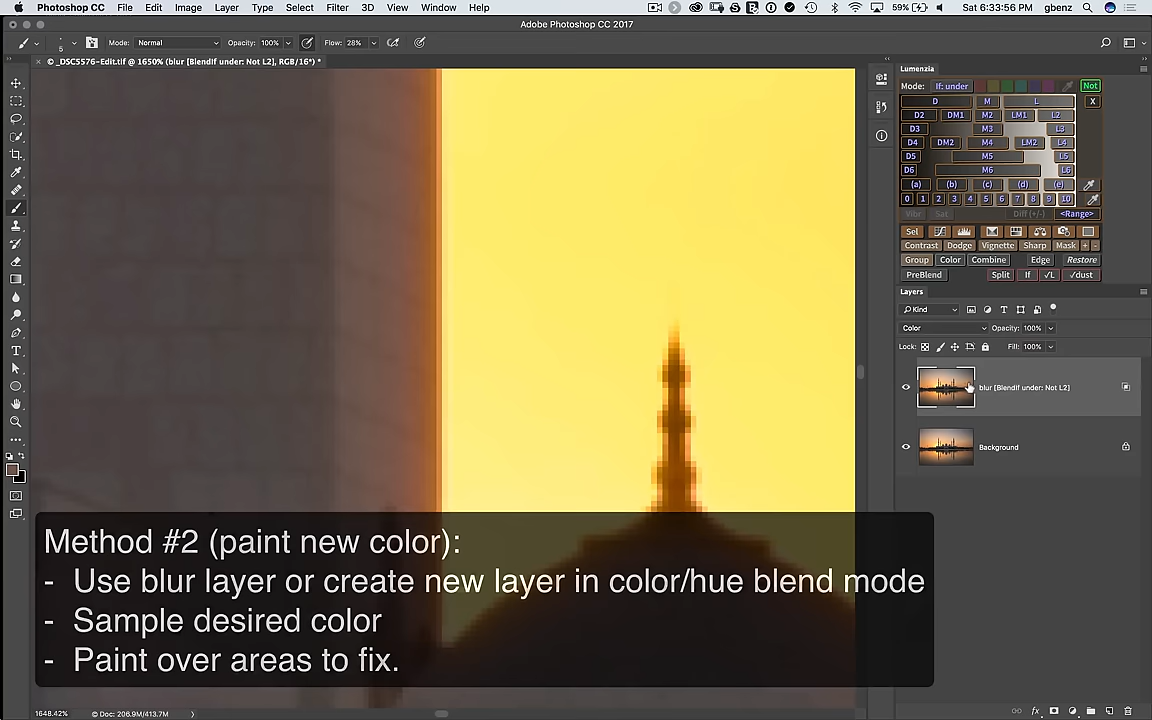 Photoshop CC File Edit Image Layer Type Select Filter 3D View Window Help 59% Sat 6:33:56 PM gbenz
Adobe Photoshop CC 2017
5 Mode: Normal Opacity: 100% Flow: 28%
× © _DSC5576-Edit.tif @ 1650% (blur [BlendIf under: Not L2], RGB/16*) *
Lumenzia
Mode: If: under Not
D M L X
D2 DM1 M2 LM1 L2
D3 M3 L3
D4 DM2 M4 LM2 L4
D5 M5 L5
D6 M6 L6
(a) (b) (c) (d) (e)
0 1 2 3 4 5 6 7 8 9 10
Vibr Sat Diff (+/-) <Range>
Sel
Contrast Dodge Vignette Sharp Mask + -
Group Color Combine Edge Restore
PreBlend Split If √L √dust
Layers
Kind
Color Opacity: 100%
Lock: Fill: 100%
blur [BlendIf under: Not L2]
Background
Method #2 (paint new color):
- Use blur layer or create new layer in color/hue blend mode
- Sample desired color
- Paint over areas to fix.
1648.42% © Doc: 206.9M/413.7M
fx